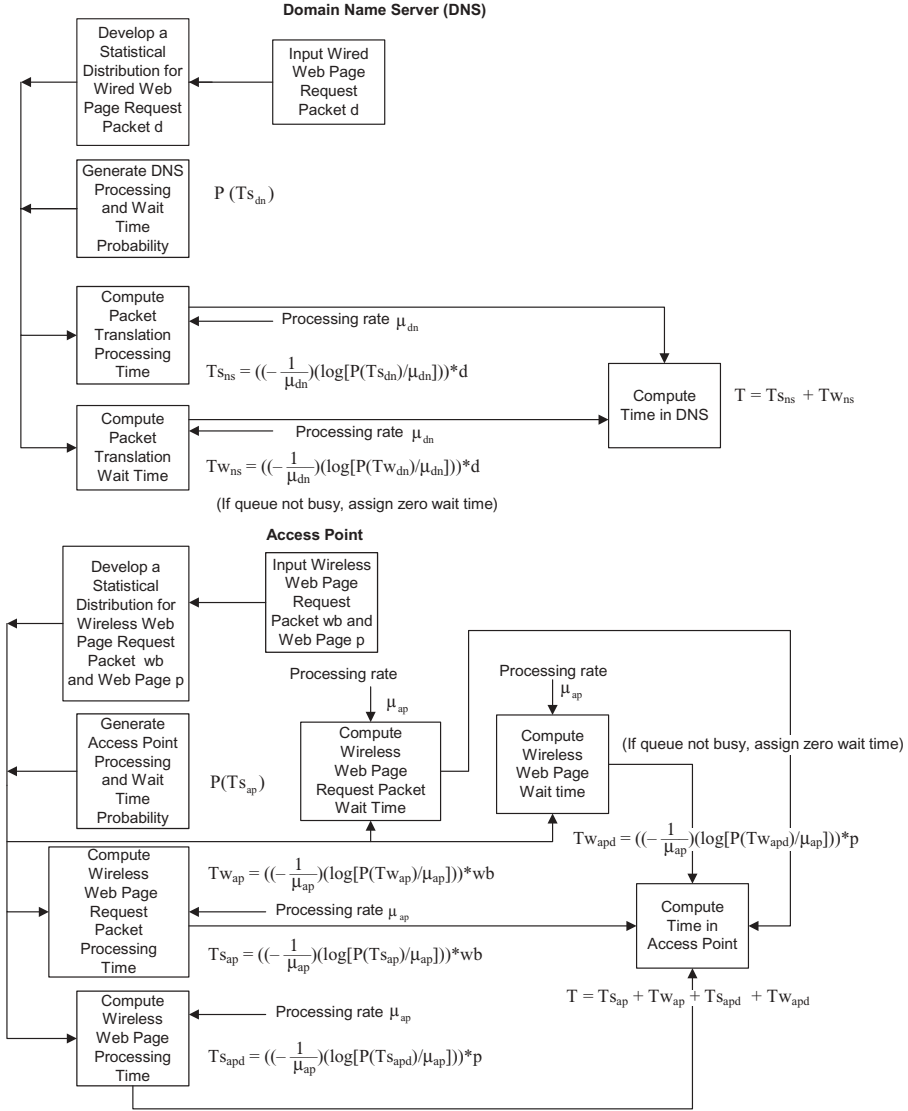 Domain Name Server (DNS)
Develop a
Statistical
Distribution for
Wired Web
Page Request
Packet d
Input Wired
Web Page
Request
Packet d
Generate DNS
Processing
and Wait
Time
Probability
P (Ts_dn)
Compute
Packet
Translation
Processing
Time
Processing rate μ_dn
Ts_ns = ((− 1/μ_dn)(log[P(Ts_dn)/μ_dn]))*d
Compute
Time in DNS
T = Ts_ns + Tw_ns
Compute
Packet
Translation
Wait Time
Processing rate μ_dn
Tw_ns = ((− 1/μ_dn)(log[P(Tw_dn)/μ_dn]))*d
(If queue not busy, assign zero wait time)
Access Point
Develop a
Statistical
Distribution for
Wireless Web
Page Request
Packet wb
and Web Page p
Input Wireless
Web Page
Request
Packet wb and
Web Page p
Processing rate
μ_ap
Processing rate
μ_ap
Generate
Access Point
Processing
and Wait
Time
Probability
P(Ts_ap)
Compute
Wireless
Web Page
Request Packet
Wait Time
Compute
Wireless
Web Page
Wait time
(If queue not busy, assign zero wait time)
Tw_apd = ((− 1/μ_ap)(log[P(Tw_apd)/μ_ap]))*p
Compute
Wireless
Web Page
Request
Packet
Processing
Time
Tw_ap = ((− 1/μ_ap)(log[P(Tw_ap)/μ_ap]))*wb
Processing rate μ_ap
Ts_ap = ((− 1/μ_ap)(log[P(Ts_ap)/μ_ap]))*wb
Compute
Time in
Access Point
T = Ts_ap + Tw_ap + Ts_apd + Tw_apd
Compute
Wireless
Web Page
Processing
Time
Processing rate μ_ap
Ts_apd = ((− 1/μ_ap)(log[P(Ts_apd)/μ_ap]))*p